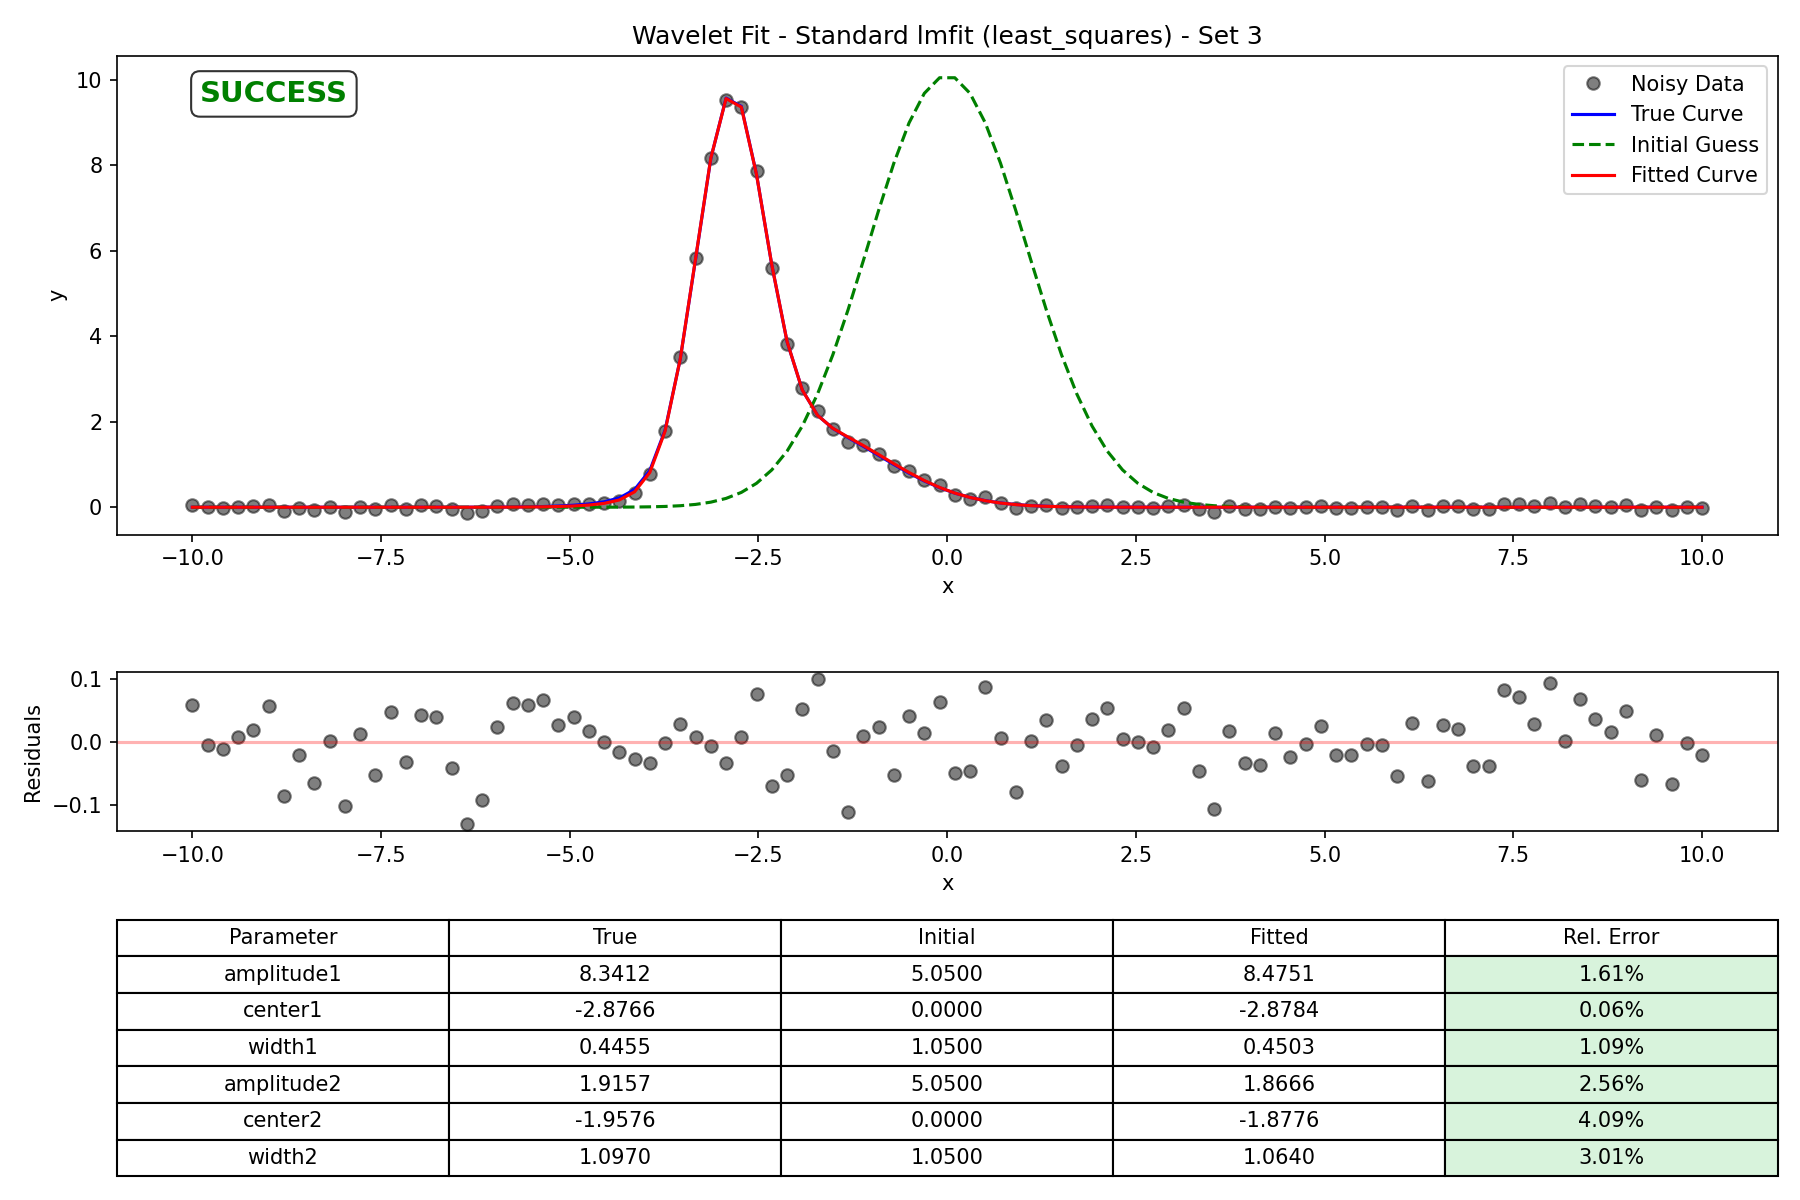 Wavelet Fit - Standard lmfit (least_squares) - Set 3
SUCCESS
Noisy Data
True Curve
Initial Guess
Fitted Curve
y
10
8
6
4
2
0
−10.0 −7.5 −5.0 −2.5 0.0 2.5 5.0 7.5 10.0
x
Residuals
0.1
0.0
−0.1
−10.0 −7.5 −5.0 −2.5 0.0 2.5 5.0 7.5 10.0
x
Parameter True Initial Fitted Rel. Error
amplitude1 8.3412 5.0500 8.4751 1.61%
center1 -2.8766 0.0000 -2.8784 0.06%
width1 0.4455 1.0500 0.4503 1.09%
amplitude2 1.9157 5.0500 1.8666 2.56%
center2 -1.9576 0.0000 -1.8776 4.09%
width2 1.0970 1.0500 1.0640 3.01%